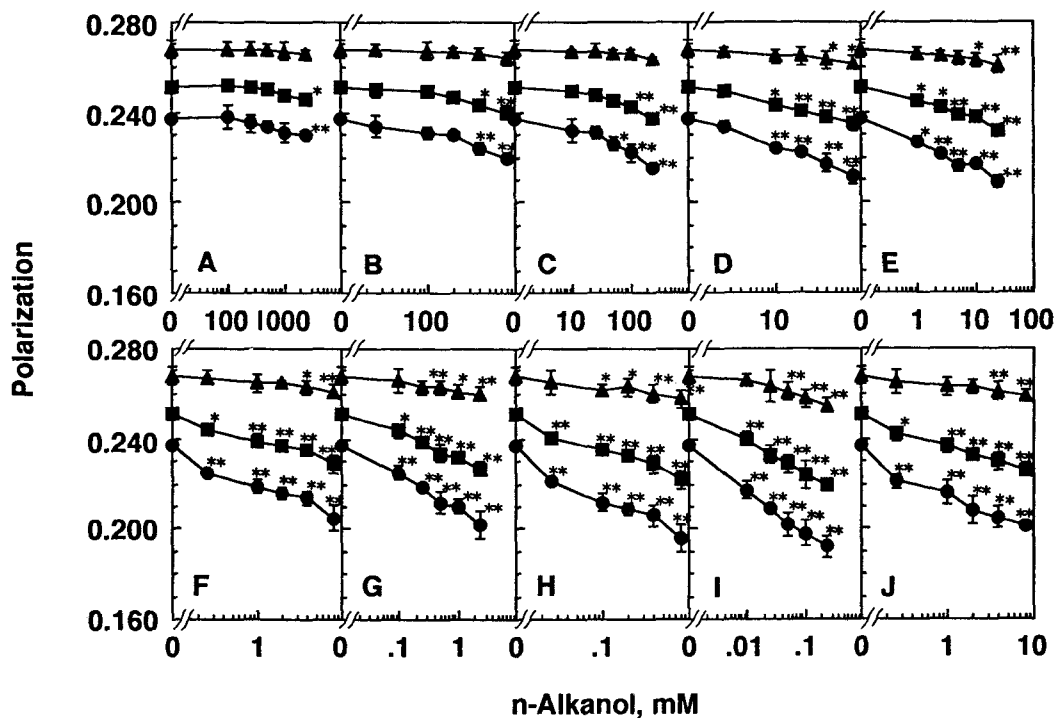 0.280
0.240
0.200
0.160
A
B
C
D
E
0 100 1000 0 100 0 10 100 0 10 0 1 10 100
Polarization
0.280
0.240
0.200
0.160
F
G
H
I
J
0 1 0 .1 1 0 .1 0 .01 .1 0 1 10
n-Alkanol, mM